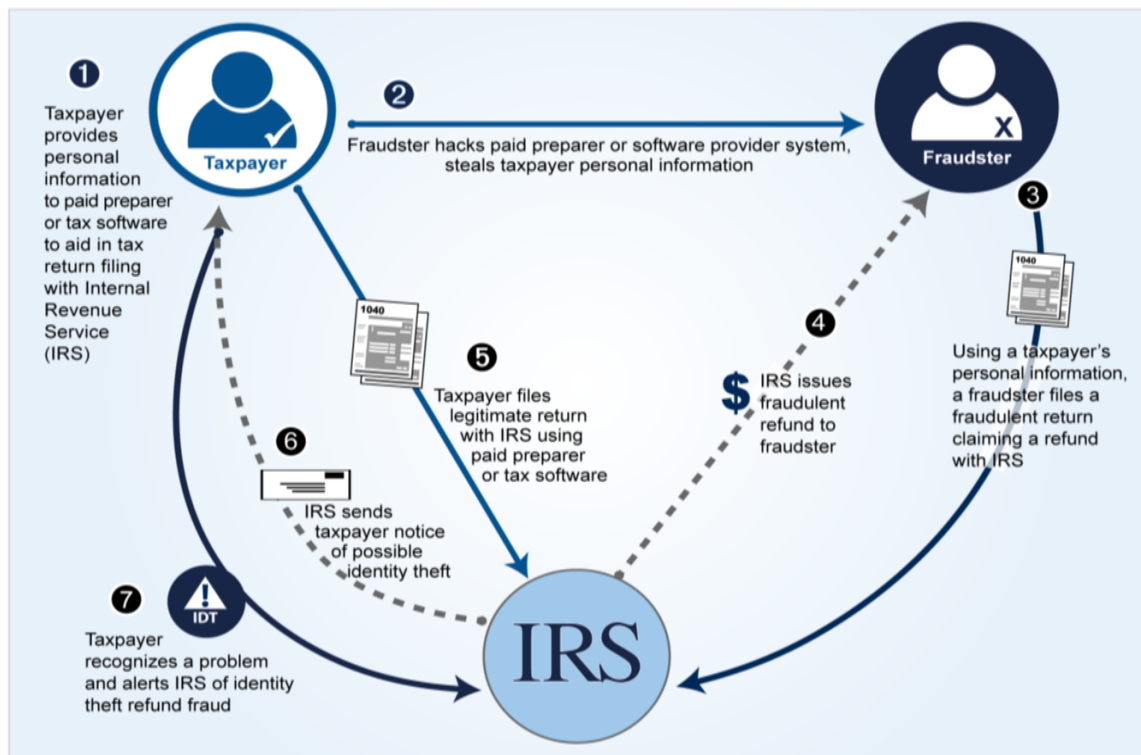 1
Taxpayer
provides
personal
information
to paid preparer
or tax software
to aid in tax
return filing
with Internal
Revenue
Service
(IRS)
Taxpayer
2
Fraudster hacks paid preparer or software provider system,
steals taxpayer personal information
X
Fraudster
3
1040
Using a taxpayer’s
personal information,
a fraudster files a
fraudulent return
claiming a refund
with IRS
4
$
IRS issues
fraudulent
refund to
fraudster
1040
5
Taxpayer files
legitimate return
with IRS using
paid preparer
or tax software
6
IRS sends
taxpayer notice
of possible
identity theft
7
!
IDT
Taxpayer
recognizes a problem
and alerts IRS of identity
theft refund fraud
IRS